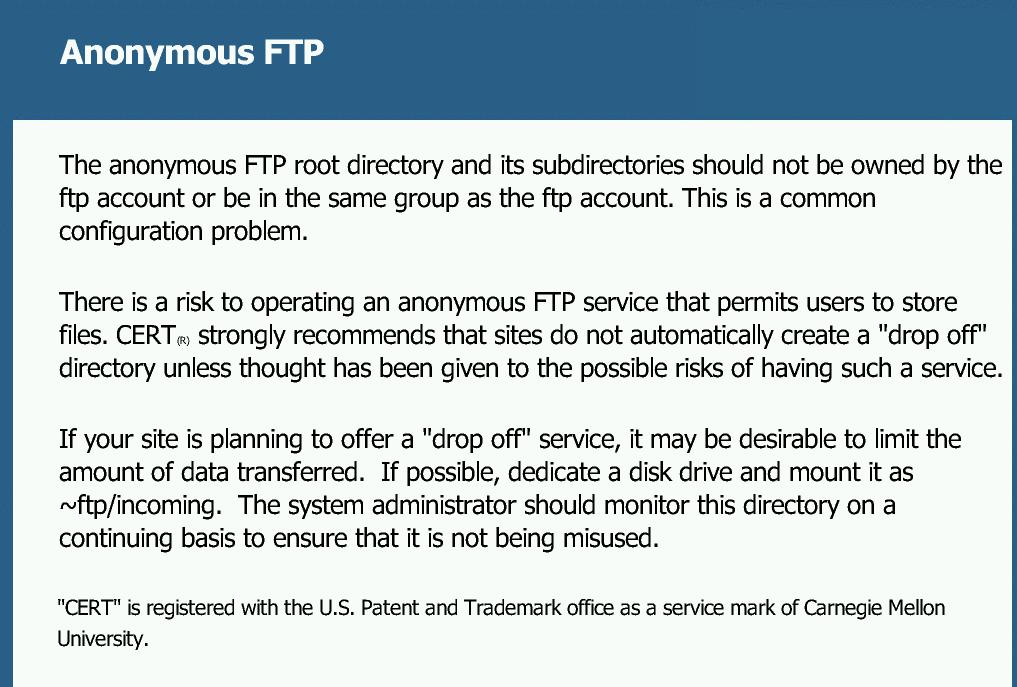 Anonymous FTP
The anonymous FTP root directory and its subdirectories should not be owned by the
ftp account or be in the same group as the ftp account. This is a common
configuration problem.
There is a risk to operating an anonymous FTP service that permits users to store
files. CERT(R) strongly recommends that sites do not automatically create a "drop off"
directory unless thought has been given to the possible risks of having such a service.
If your site is planning to offer a "drop off" service, it may be desirable to limit the
amount of data transferred.  If possible, dedicate a disk drive and mount it as
~ftp/incoming.  The system administrator should monitor this directory on a
continuing basis to ensure that it is not being misused.
"CERT" is registered with the U.S. Patent and Trademark office as a service mark of Carnegie Mellon
University.